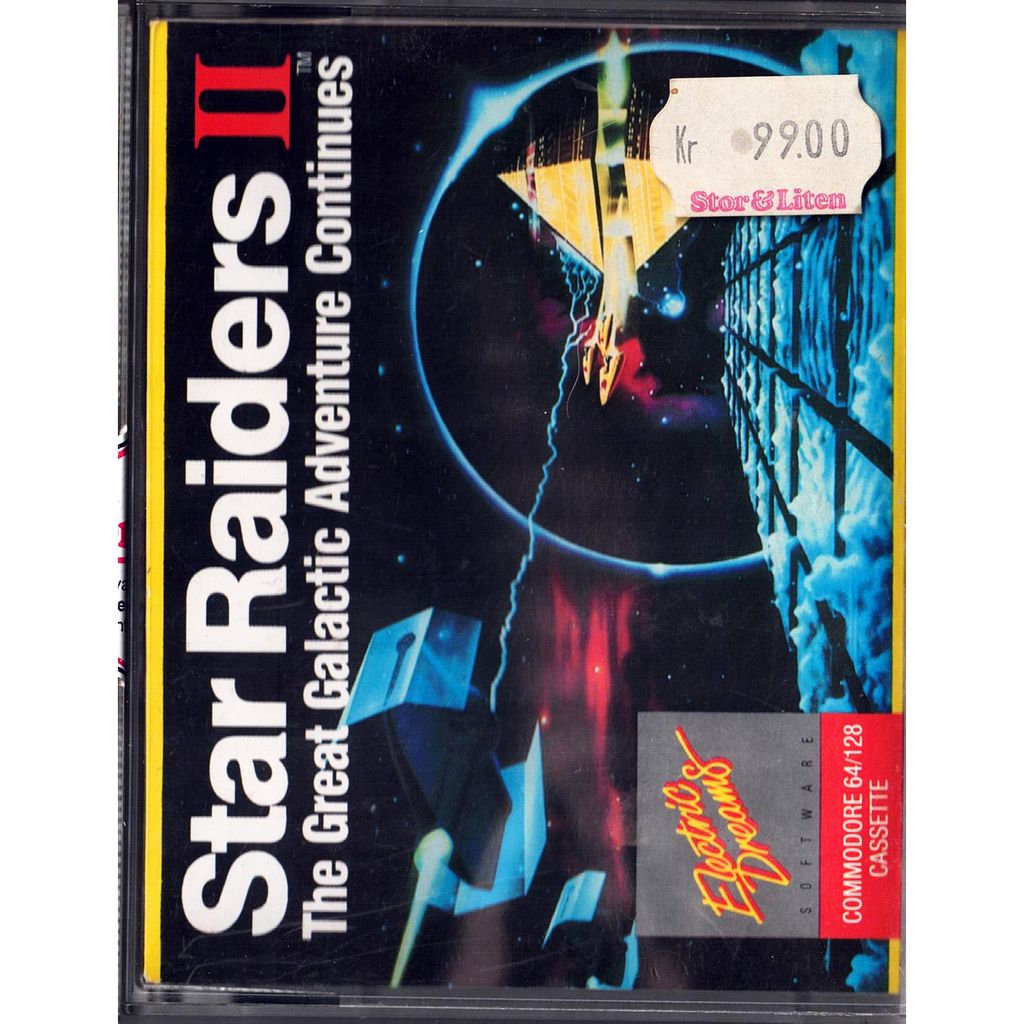 Star Raiders II
™
The Great Galactic Adventure Continues
Kr 99.00
Stor&Liten
Electric
Dreams
SOFTWARE
COMMODORE 64/128
CASSETTE